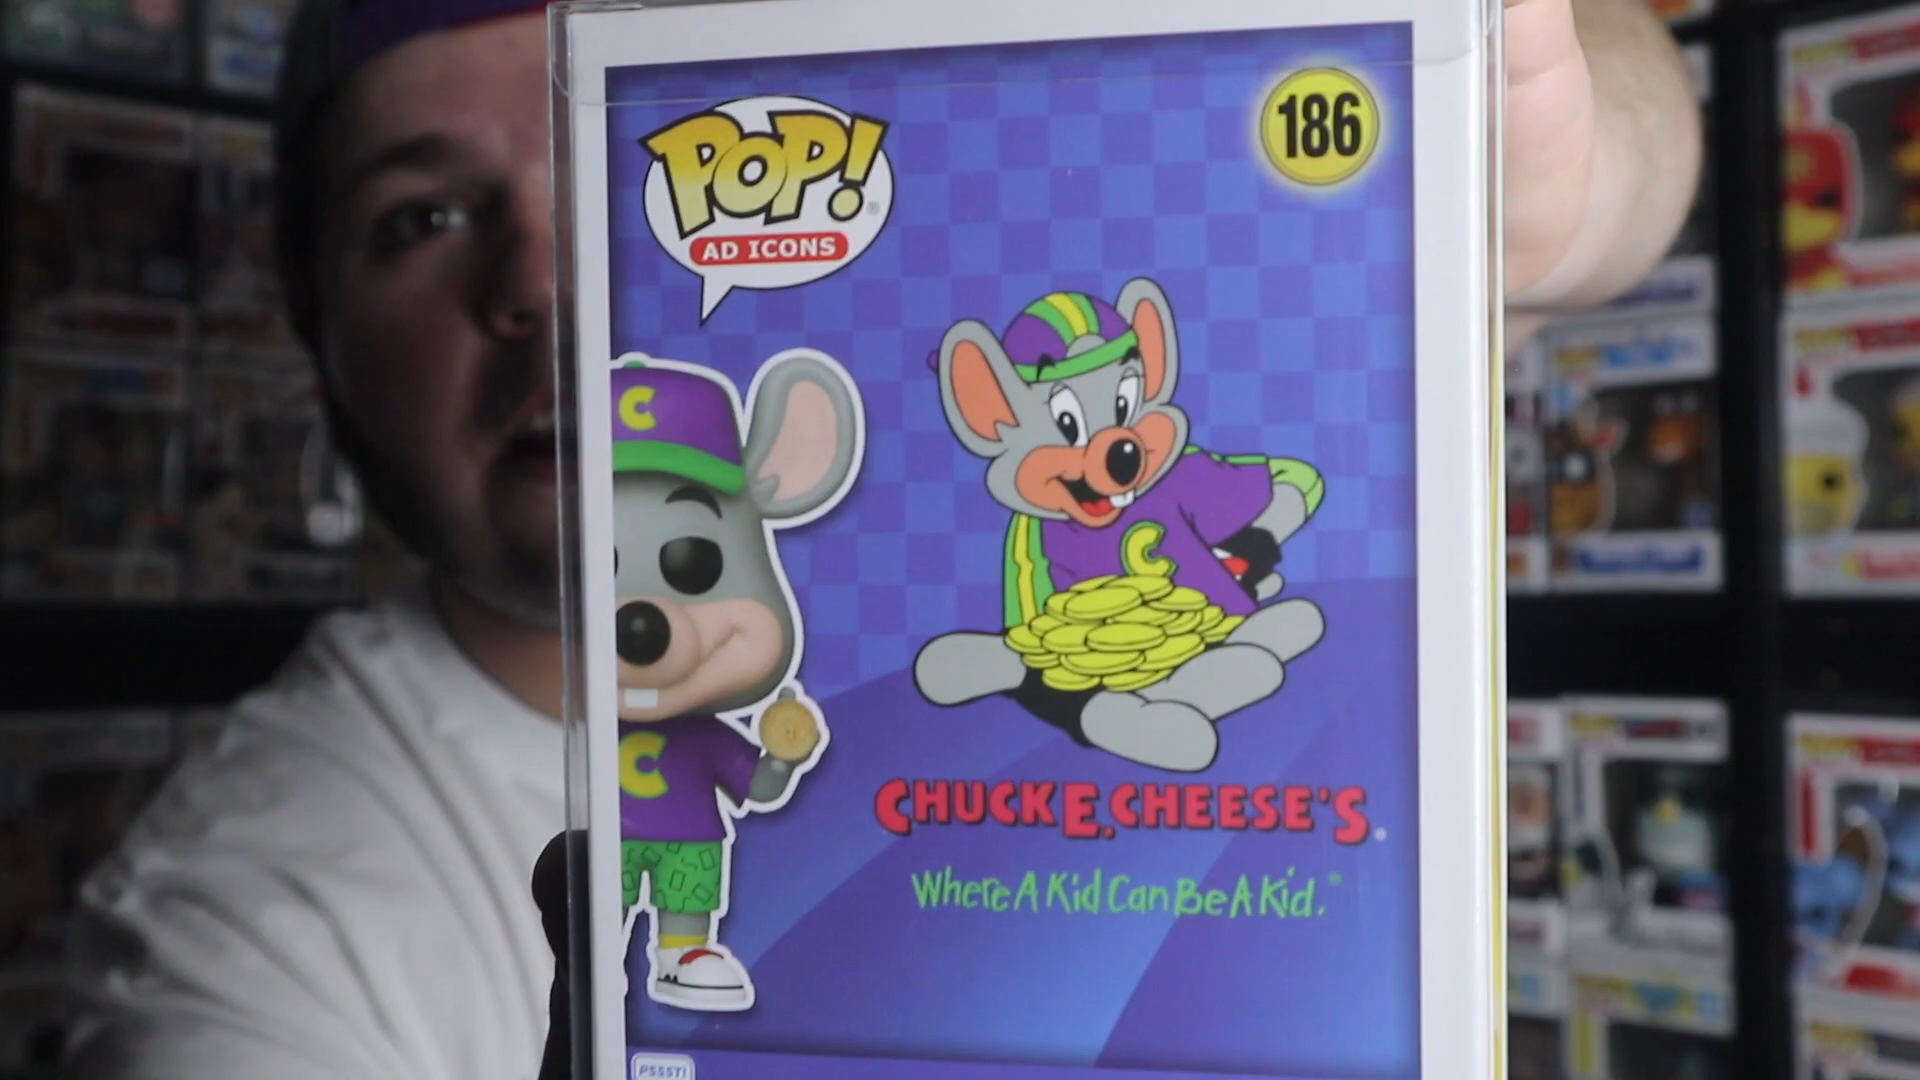 POP!
AD ICONS
186
C
C
C
CHUCK E. CHEESE'S
Where A Kid Can Be A Kid.
PSSST!